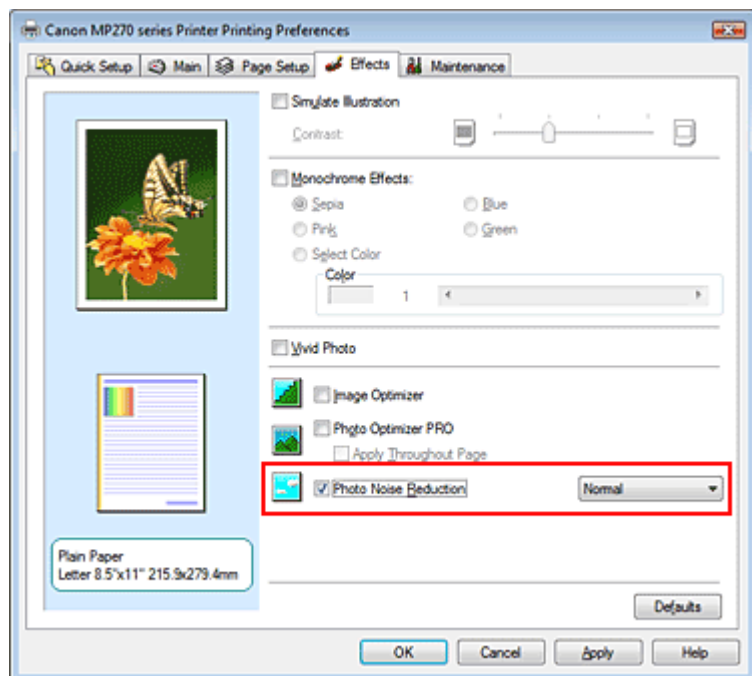 Canon MP270 series Printer Printing Preferences
Quick Setup
Main
Page Setup
Effects
Maintenance
Simulate Illustration
Contrast:
Monochrome Effects:
Sepia
Blue
Pink
Green
Select Color
Color
1
Vivid Photo
Image Optimizer
Photo Optimizer PRO
Apply Throughout Page
Photo Noise Reduction
Normal
Plain Paper
Letter 8.5"x11" 215.9x279.4mm
Defaults
OK
Cancel
Apply
Help